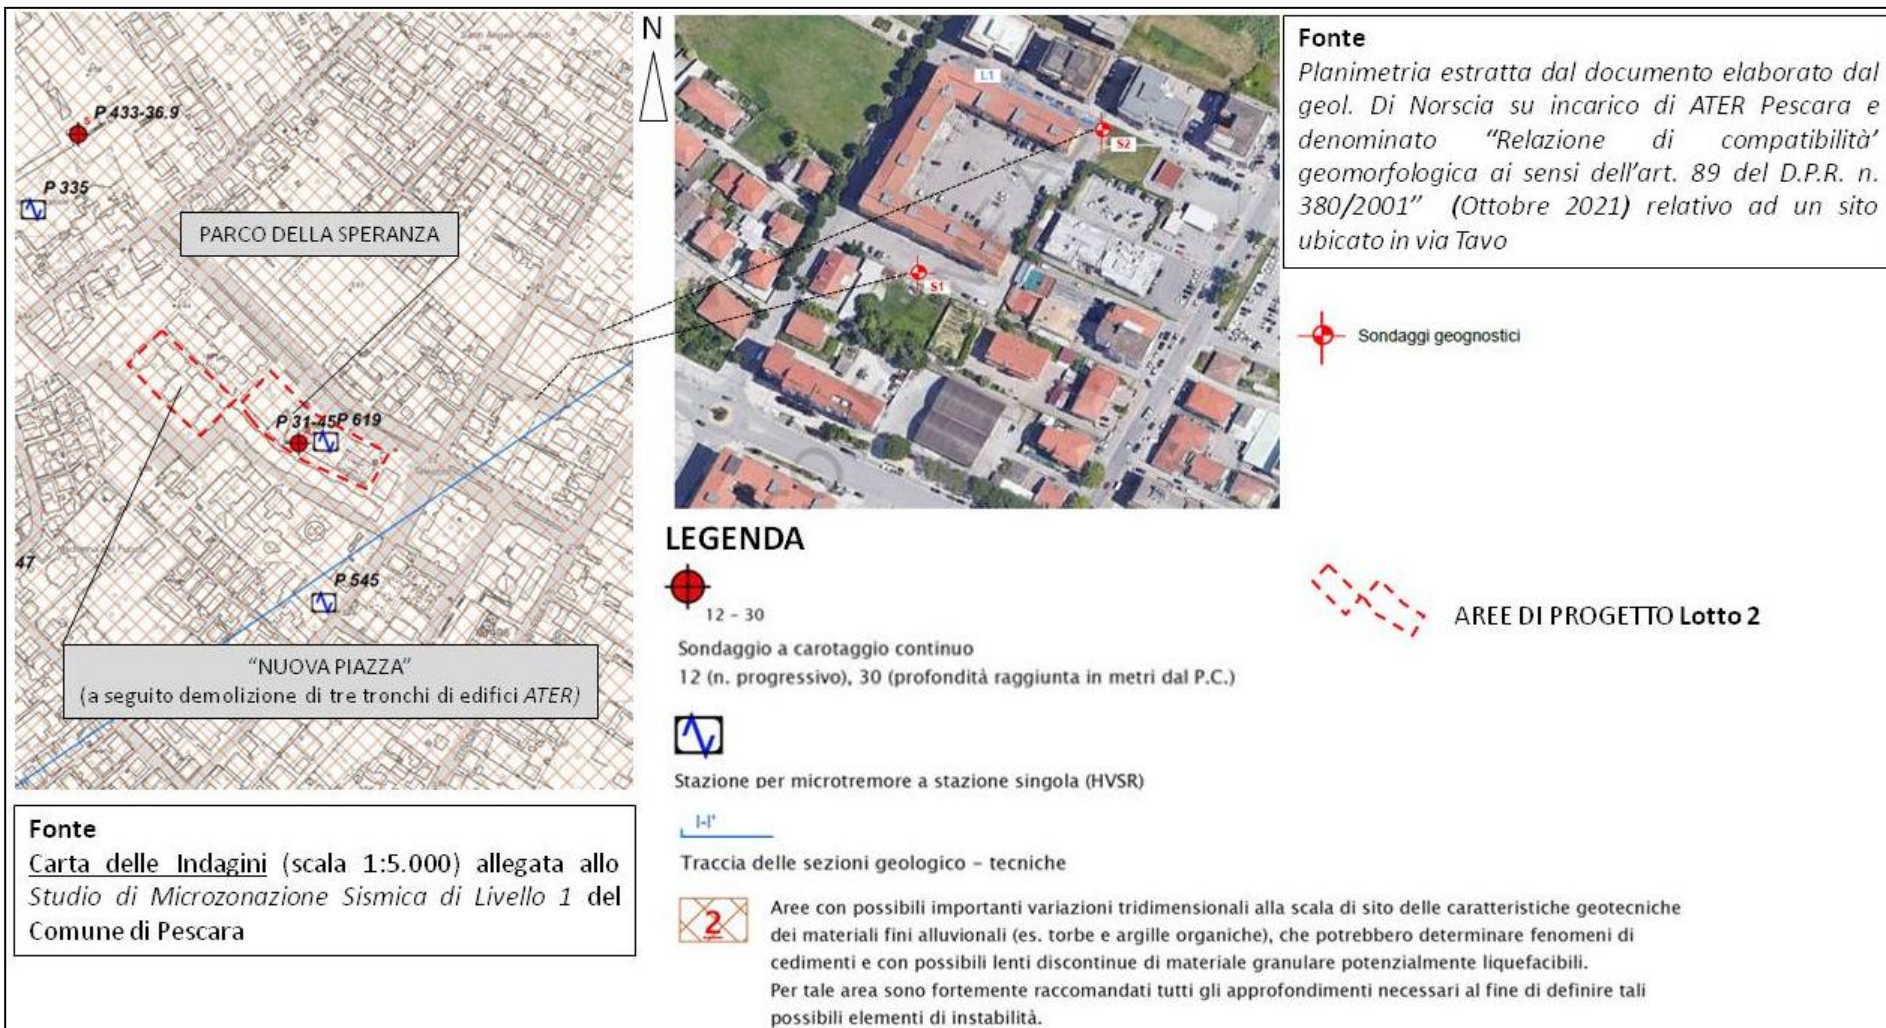 P 433-36.9
P 335
PARCO DELLA SPERANZA
P 31-45
P 619
47
P 545
"NUOVA PIAZZA"
(a seguito demolizione di tre tronchi di edifici ATER)
Fonte
Carta delle Indagini (scala 1:5.000) allegata allo
Studio di Microzonazione Sismica di Livello 1 del
Comune di Pescara
N
L1
S2
S1
Fonte
Planimetria estratta dal documento elaborato dal
geol. Di Norscia su incarico di ATER Pescara e
denominato "Relazione di compatibilità'
geomorfologica ai sensi dell'art. 89 del D.P.R. n.
380/2001" (Ottobre 2021) relativo ad un sito
ubicato in via Tavo
Sondaggi geognostici
LEGENDA
12 – 30
Sondaggio a carotaggio continuo
12 (n. progressivo), 30 (profondità raggiunta in metri dal P.C.)
Stazione per microtremore a stazione singola (HVSR)
I-I'
Traccia delle sezioni geologico – tecniche
2
Aree con possibili importanti variazioni tridimensionali alla scala di sito delle caratteristiche geotecniche
dei materiali fini alluvionali (es. torbe e argille organiche), che potrebbero determinare fenomeni di
cedimenti e con possibili lenti discontinue di materiale granulare potenzialmente liquefacibili.
Per tale area sono fortemente raccomandati tutti gli approfondimenti necessari al fine di definire tali
possibili elementi di instabilità.
AREE DI PROGETTO Lotto 2